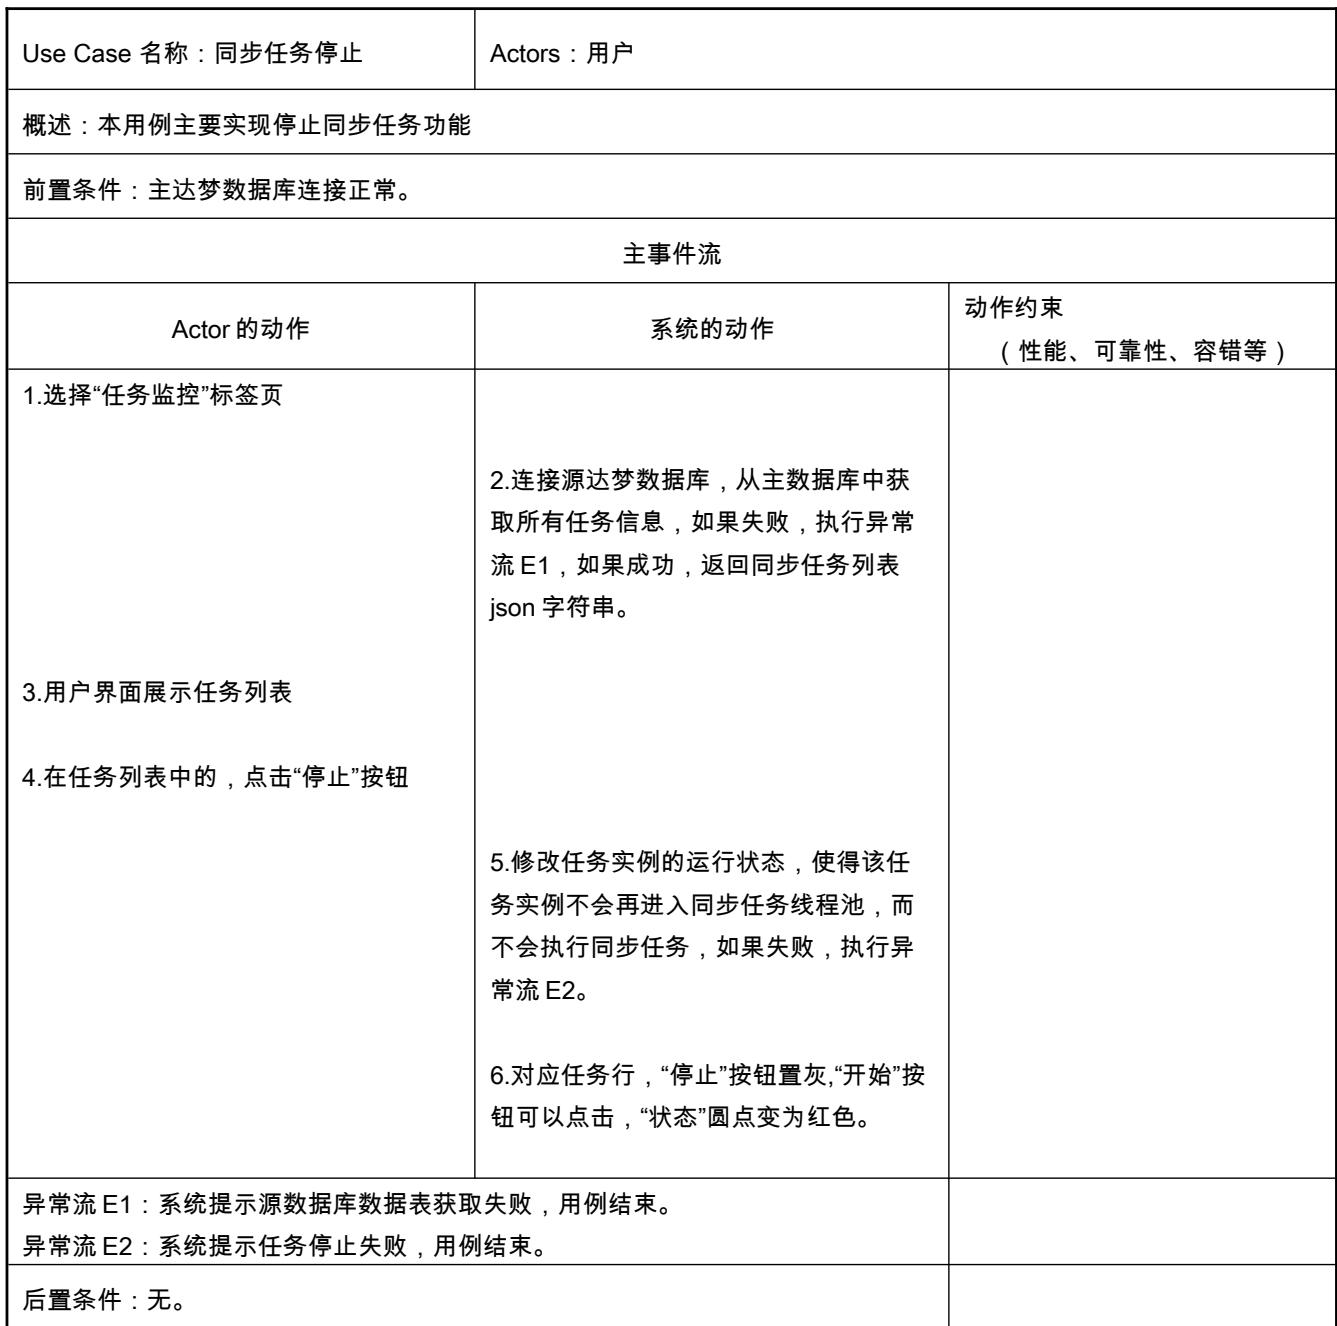 Use Case 名称：同步任务停止
Actors：用户
概述：本用例主要实现停止同步任务功能
前置条件：主达梦数据库连接正常。
主事件流
Actor 的动作
系统的动作
动作约束
（性能、可靠性、容错等）
1.选择“任务监控”标签页
2.连接源达梦数据库，从主数据库中获
取所有任务信息，如果失败，执行异常
流 E1，如果成功，返回同步任务列表
json 字符串。
3.用户界面展示任务列表
4.在任务列表中的，点击“停止”按钮
5.修改任务实例的运行状态，使得该任
务实例不会再进入同步任务线程池，而
不会执行同步任务，如果失败，执行异
常流 E2。
6.对应任务行，“停止”按钮置灰,“开始”按
钮可以点击，“状态”圆点变为红色。
异常流 E1：系统提示源数据库数据表获取失败，用例结束。
异常流 E2：系统提示任务停止失败，用例结束。
后置条件：无。